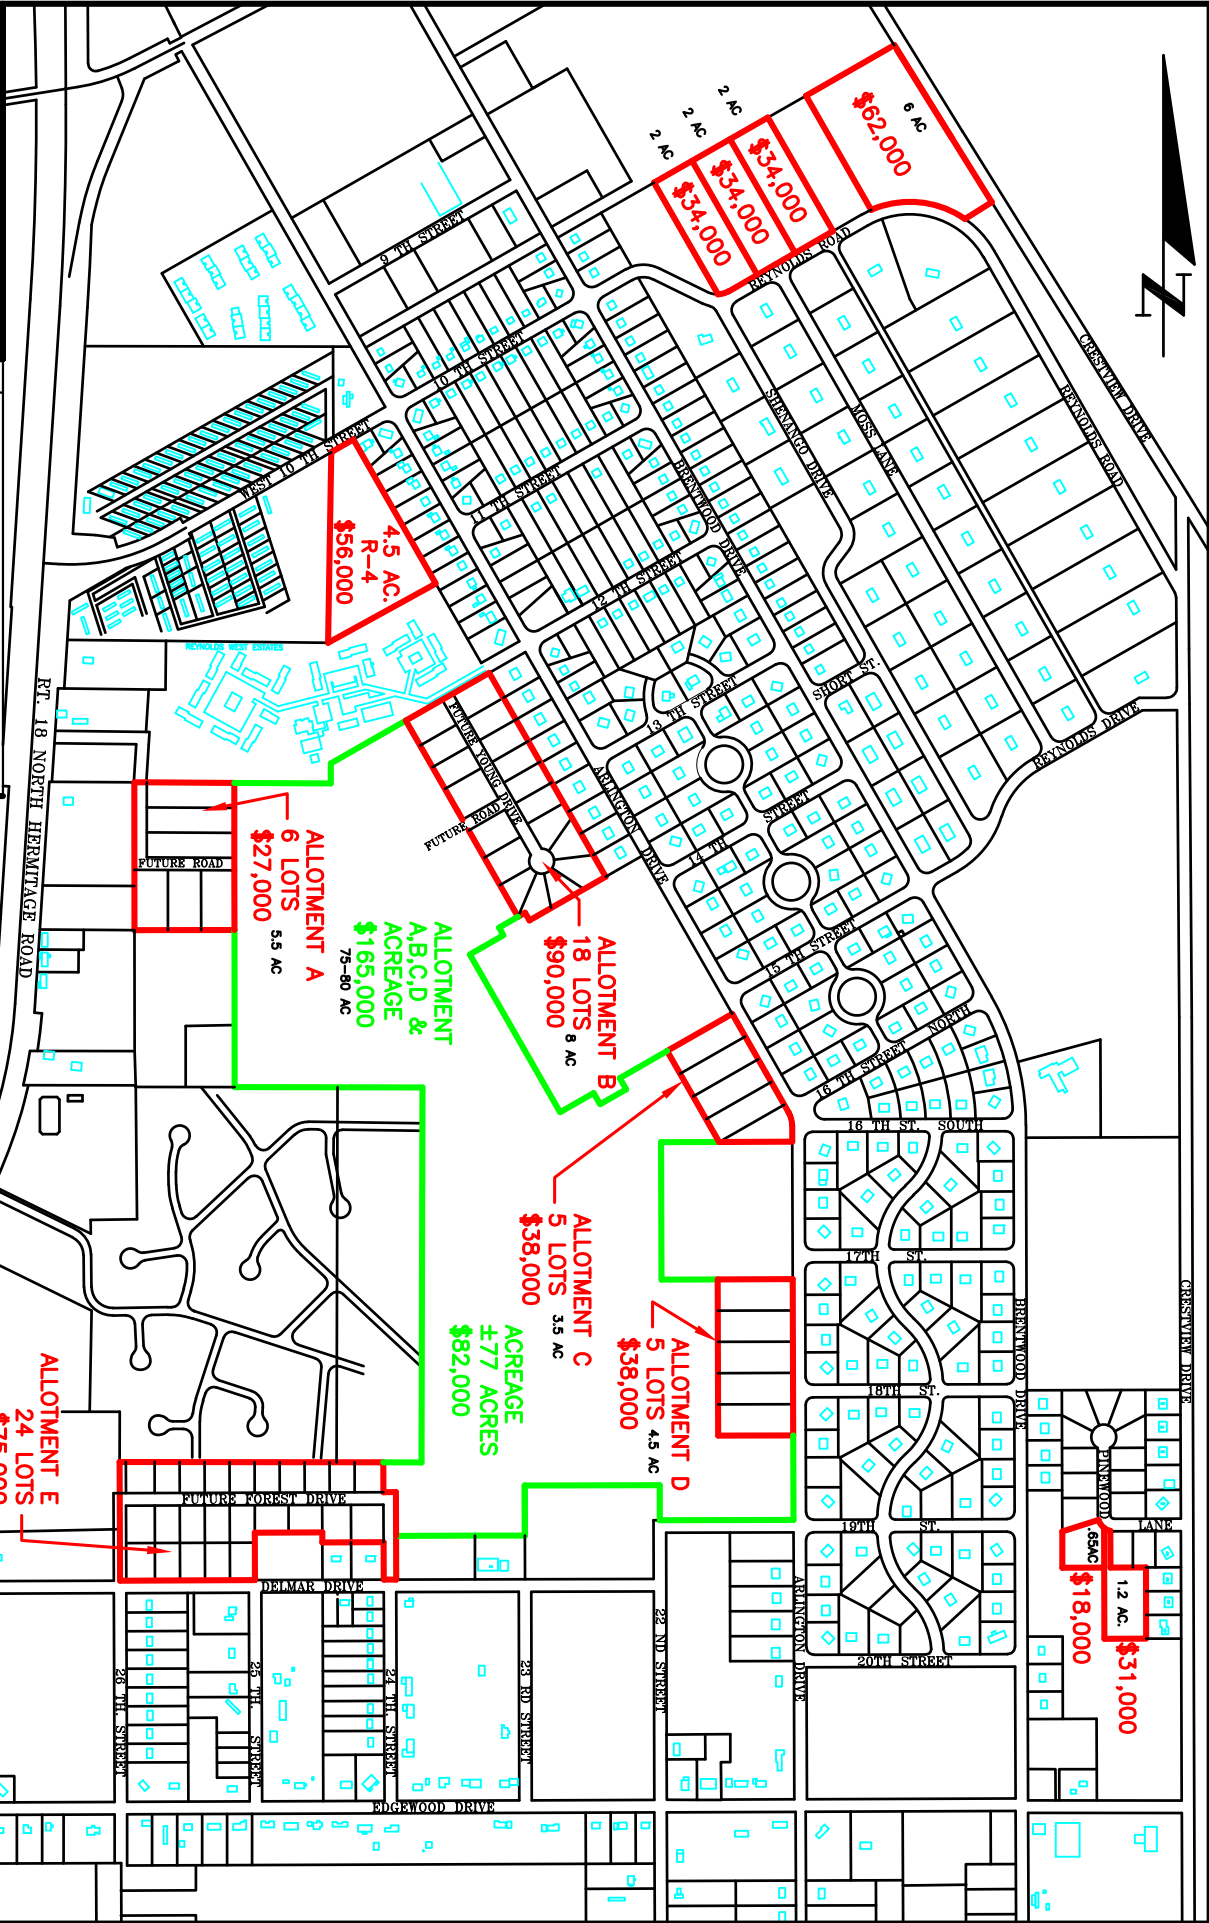 N
6 AC
$62,000
2 AC
2 AC
2 AC
$34,000
$34,000
$34,000
REYNOLDS ROAD
CRESTVIEW DRIVE
REYNOLDS ROAD
MOSS LANE
SHENANGO DRIVE
BRENTWOOD DRIVE
9 TH STREET
10 TH STREET
11 TH STREET
12 TH STREET
13 TH STREET
14 TH STREET
15 TH STREET
16 TH STREET NORTH
SHORT ST.
REYNOLDS DRIVE
WEST 10 TH STREET
4.5 AC.
R-4
$56,000
REYNOLDS WEST ESTATES
RT. 18 NORTH HERMITAGE ROAD
FUTURE YOUNG DRIVE
FUTURE ROAD
ARLINGTON DRIVE
FUTURE ROAD
ALLOTMENT A
6 LOTS
$27,000
5.5 AC
ALLOTMENT B
18 LOTS
$90,000
8 AC
ALLOTMENT
A,B,C,D &
ACREAGE
$165,000
75-80 AC
ALLOTMENT C
5 LOTS
3.5 AC
$38,000
ALLOTMENT D
5 LOTS
4.5 AC
$38,000
ACREAGE
±77 ACRES
$82,000
16 TH ST. SOUTH
17TH ST.
18TH ST.
19TH ST.
20TH STREET
BRENTWOOD DRIVE
CRESTVIEW DRIVE
PINEWOOD LANE
.65AC
$18,000
1.2 AC.
$31,000
ALLOTMENT E
24 LOTS
FUTURE FOREST DRIVE
DELMAR DRIVE
ARLINGTON DRIVE
22 ND STREET
23 RD STREET
24 TH. STREET
25 TH. STREET
26 TH. STREET
EDGEWOOD DRIVE